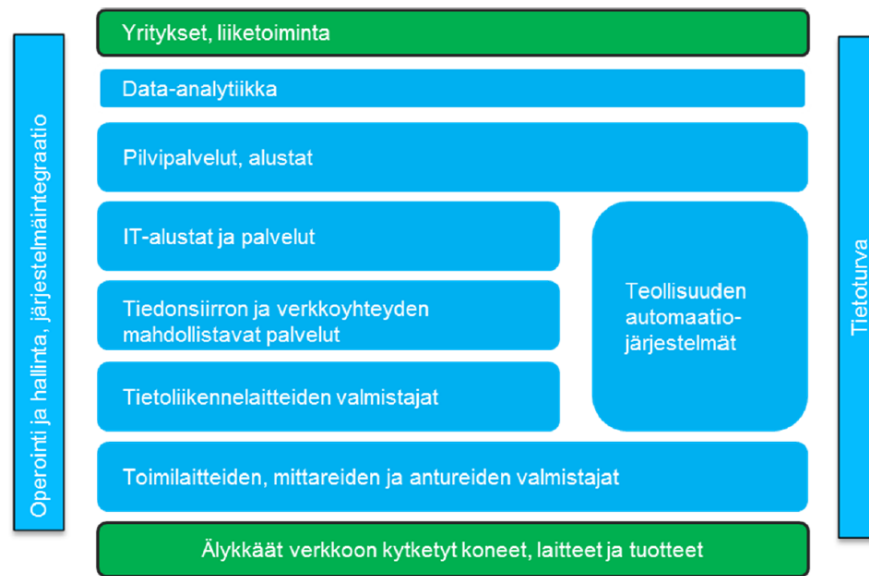 Operointi ja hallinta, järjestelmäintegraatio
Yritykset, liiketoiminta
Data-analytiikka
Pilvipalvelut, alustat
IT-alustat ja palvelut
Tiedonsiirron ja verkkoyhteyden
mahdollistavat palvelut
Tietoliikennelaitteiden valmistajat
Teollisuuden
automaatio-
järjestelmät
Toimilaitteiden, mittareiden ja antureiden valmistajat
Älykkäät verkkoon kytketyt koneet, laitteet ja tuotteet
Tietoturva